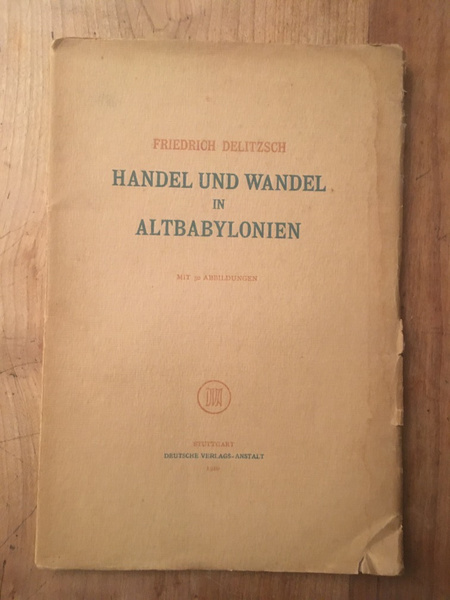 FRIEDRICH DELITZSCH
HANDEL UND WANDEL
IN
ALTBABYLONIEN
MIT 30 ABBILDUNGEN
DVA
STUTTGART
DEUTSCHE VERLAGS-ANSTALT